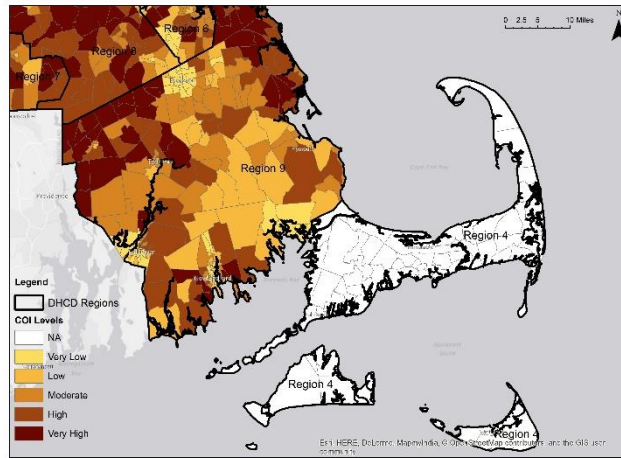 N
0 2.5 5 10 Miles
Region 6
Region 8
Region 7
Region 9
Providence
Region 4
Legend
DHCD Regions
COI Levels
NA
Very Low
Low
Moderate
High
Very High
Region 4
Region 4
Esri, HERE, DeLorme, MapmyIndia, © OpenStreetMap contributors, and the GIS user
community